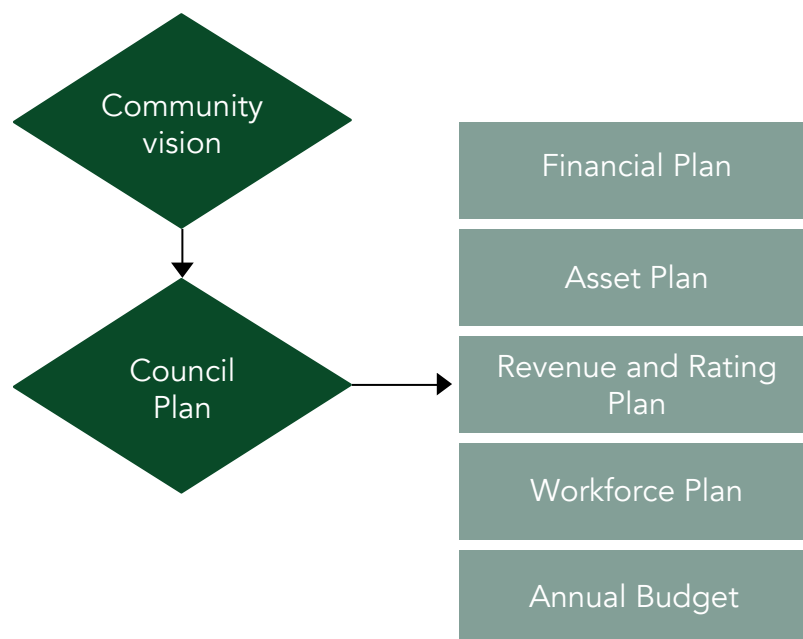 Community
vision
Council
Plan
Financial Plan
Asset Plan
Revenue and Rating
Plan
Workforce Plan
Annual Budget